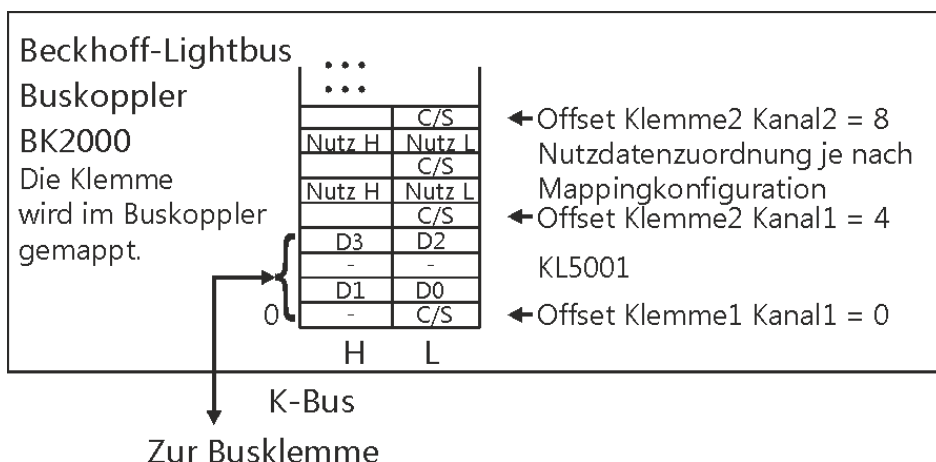 Beckhoff-Lightbus
Buskoppler
BK2000
Die Klemme
wird im Buskoppler
gemappt.
•••
•••
C/S
Nutz H Nutz L
C/S
Nutz H Nutz L
C/S
D3 D2
- -
D1 D0
0 - C/S
H L
Offset Klemme2 Kanal2 = 8
Nutzdatenzuordnung je nach
Mappingkonfiguration
Offset Klemme2 Kanal1 = 4
KL5001
Offset Klemme1 Kanal1 = 0
K-Bus
Zur Busklemme